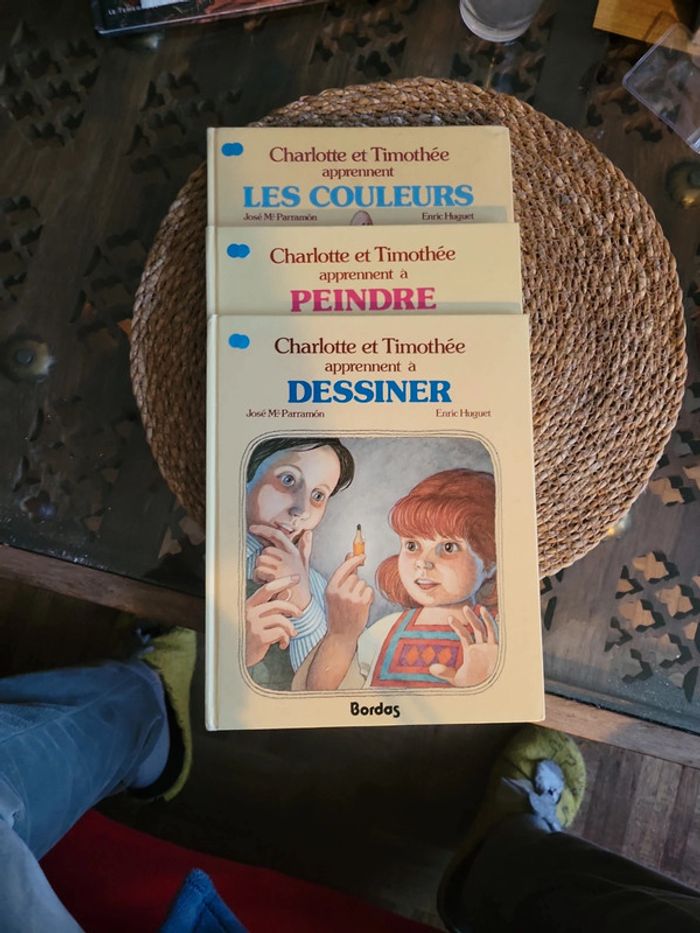 Charlotte et Timothée
apprennent
LES COULEURS
José Mª Parramón Enric Huguet
Charlotte et Timothée
apprennent à
PEINDRE
Charlotte et Timothée
apprennent à
DESSINER
José Mª Parramón Enric Huguet
Bordas